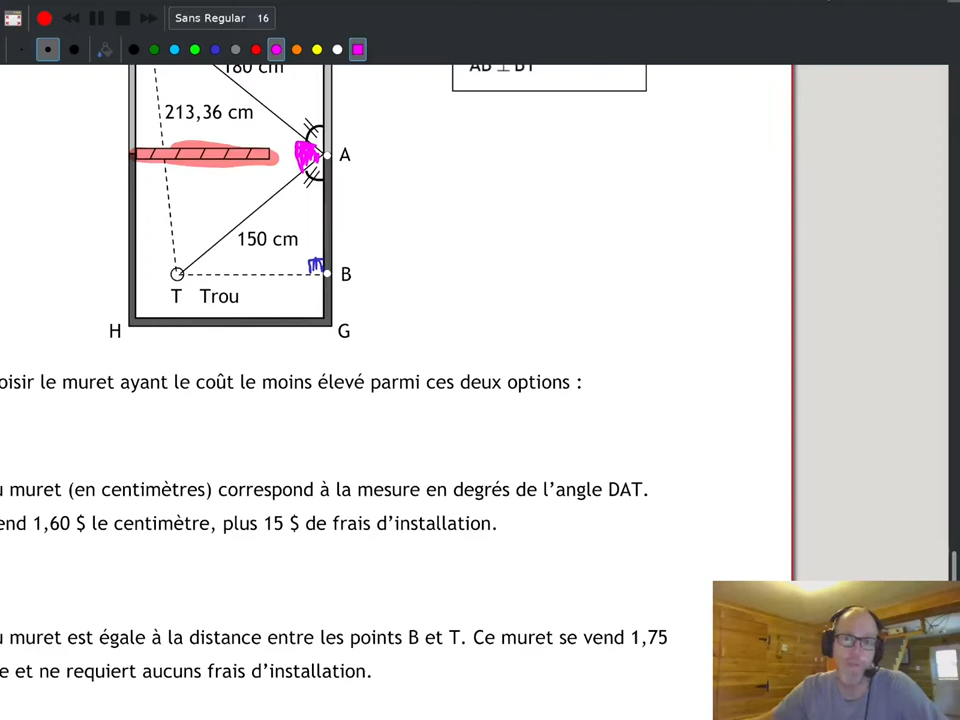 Sans Regular 16
180 cm
AB ⊥ BT
213,36 cm
A
150 cm
B
T Trou
H G
oisir le muret ayant le coût le moins élevé parmi ces deux options :
u muret (en centimètres) correspond à la mesure en degrés de l’angle DAT.
end 1,60 $ le centimètre, plus 15 $ de frais d’installation.
u muret est égale à la distance entre les points B et T. Ce muret se vend 1,75
e et ne requiert aucuns frais d’installation.